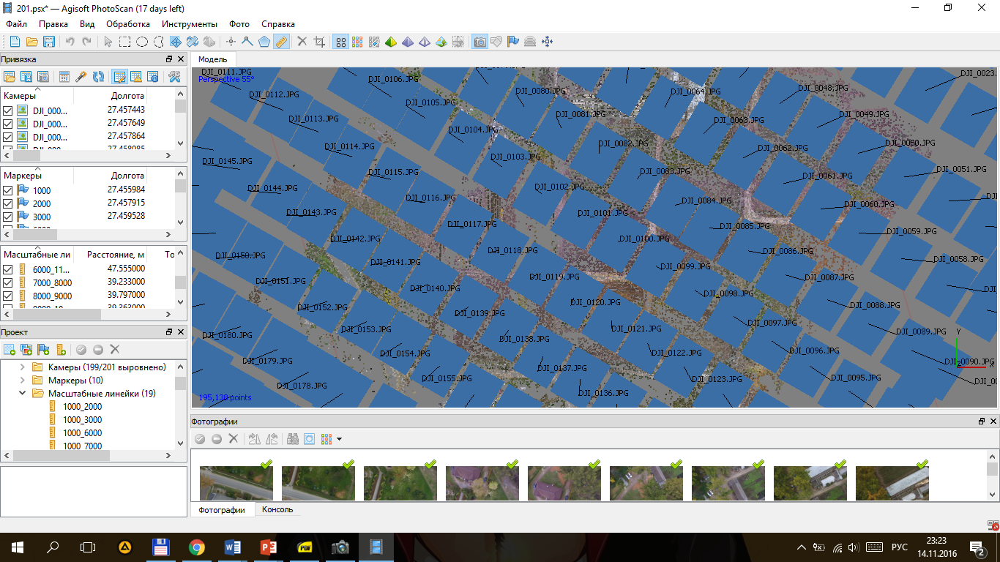 201.psx* — Agisoft PhotoScan (17 days left)
Файл Правка Вид Обработка Инструменты Фото Справка
Привязка
Камеры Долгота
DJI_000... 27.457443
DJI_000... 27.457649
DJI_000... 27.457864
Маркеры Долгота
1000 27.455984
2000 27.457915
3000 27.459528
Масштабные ли Расстояние, м То
6000_11... 47.555000
7000_8000 39.233000
8000_9000 39.797000
Проект
Камеры (199/201 выровнено)
Маркеры (10)
Масштабные линейки (19)
1000_2000
1000_3000
1000_6000
1000_7000
Модель
Perspective 55°
DJI_0111.JPG
DJI_0106.JPG
DJI_0023.
DJI_0112.JPG
DJI_0080.JPG
DJI_0064.JPG
DJI_0048.JPG
DJI_0105.JPG
DJI_0113.JPG
DJI_0081.JPG
DJI_0063.JPG
DJI_0049.JPG
DJI_0104.JPG
DJI_0114.JPG
DJI_0082.JPG
DJI_0062.JPG
DJI_0050.JPG
DJI_0145.JPG
DJI_0103.JPG
DJI_0115.JPG
DJI_0083.JPG
DJI_0061.JPG
DJI_0051.JPG
DJI_0144.JPG
DJI_0102.JPG
DJI_0116.JPG
DJI_0084.JPG
DJI_0060.JPG
DJI_0143.JPG
DJI_0101.JPG
DJI_0117.JPG
DJI_0085.JPG
DJI_0059.JPG
DJI_0142.JPG
DJI_0100.JPG
DJI_0118.JPG
DJI_0086.JPG
DJI_0058.JPG
DJI_0150.JPG
DJI_0141.JPG
DJI_0099.JPG
DJI_0119.JPG
DJI_0087.JPG
DJI_0151.JPG
DJI_0140.JPG
DJI_0098.JPG
DJI_0120.JPG
DJI_0088.JPG
DJI_0152.JPG
DJI_0139.JPG
DJI_0097.JPG
DJI_0121.JPG
DJI_0089.JPG
DJI_0153.JPG
DJI_0180.JPG
DJI_0138.JPG
DJI_0096.JPG
DJI_0122.JPG
DJI_0154.JPG
DJI_0179.JPG
DJI_0090.JPG
DJI_0137.JPG
DJI_0095.JPG
DJI_0155.JPG
DJI_0123.JPG
DJI_0178.JPG
DJI_0136.JPG
Y
X
Z
195,138 points
Фотографии
Фотографии Консоль
PDF
РУС
23:23
14.11.2016
2